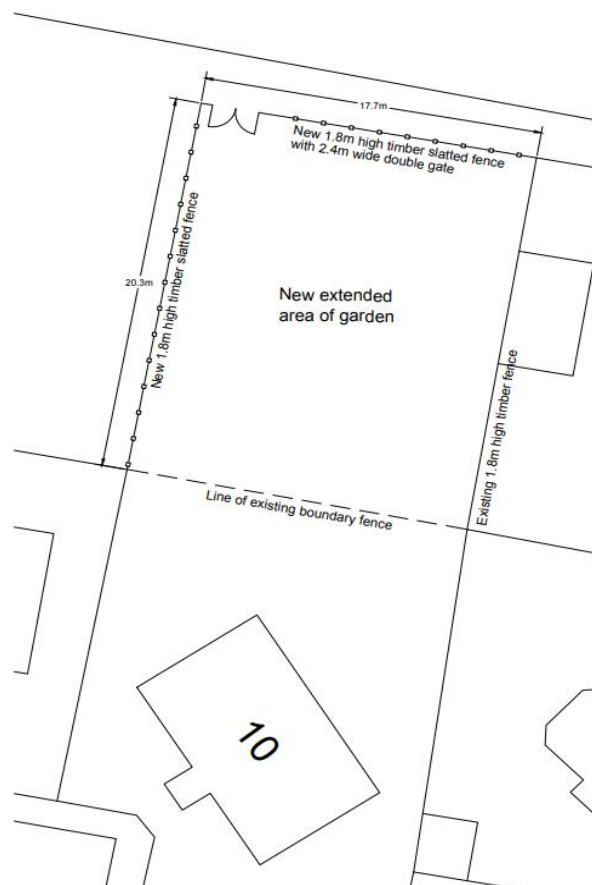 17.7m
New 1.8m high timber slatted fence
with 2.4m wide double gate
New 1.8m high timber slatted fence
20.3m
New extended
area of garden
Existing 1.8m high timber fence
Line of existing boundary fence
10